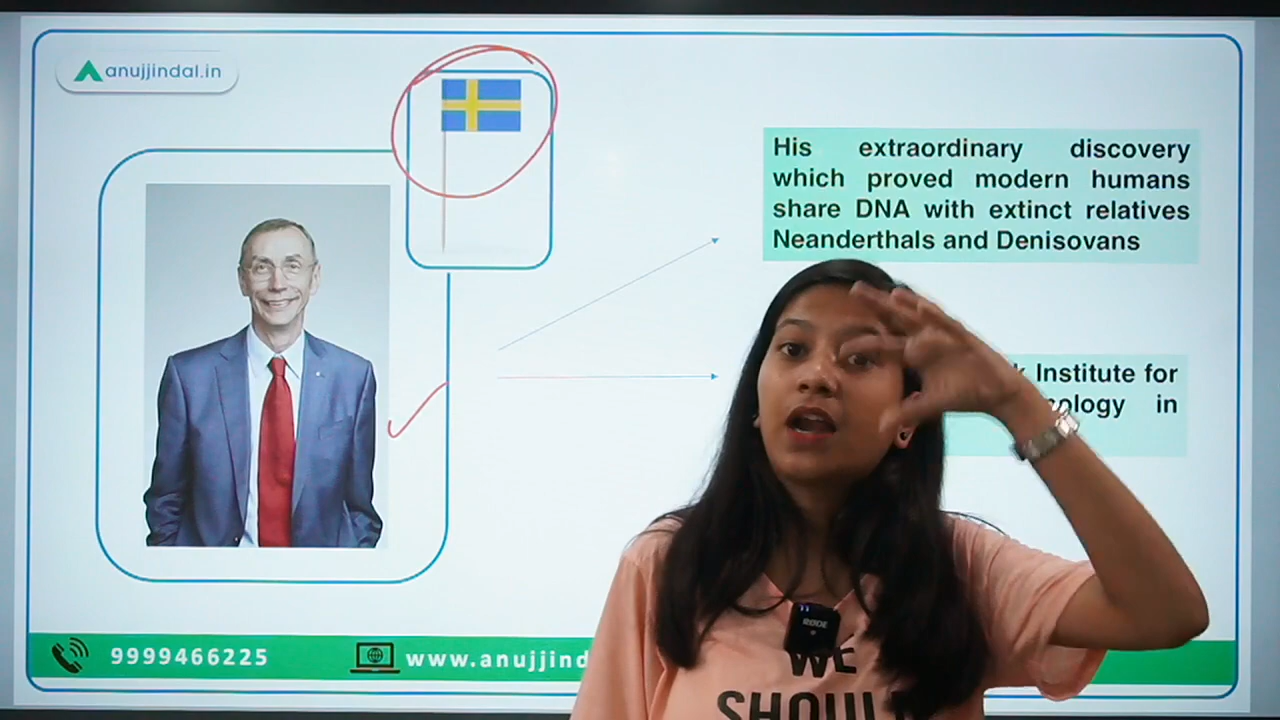 anujjindal.in
His extraordinary discovery
which proved modern humans
share DNA with extinct relatives
Neanderthals and Denisovans
Institute for
in
9999466225
www.anujjind
RØDE
WE
SHOUL